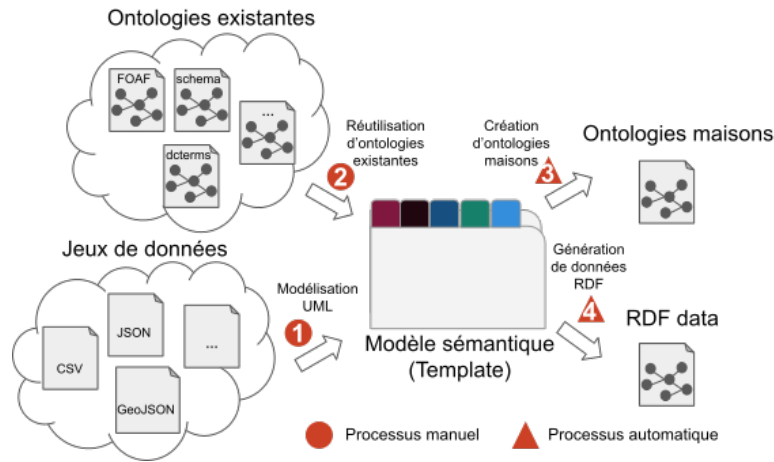 Ontologies existantes
FOAF
schema
...
dcterms
Réutilisation
d'ontologies
existantes
2
Création
d'ontologies
maisons
3
Ontologies maisons
Jeux de données
JSON
...
CSV
GeoJSON
Modélisation
UML
1
Modèle sémantique
(Template)
Génération
de données
RDF
4
RDF data
Processus manuel
Processus automatique